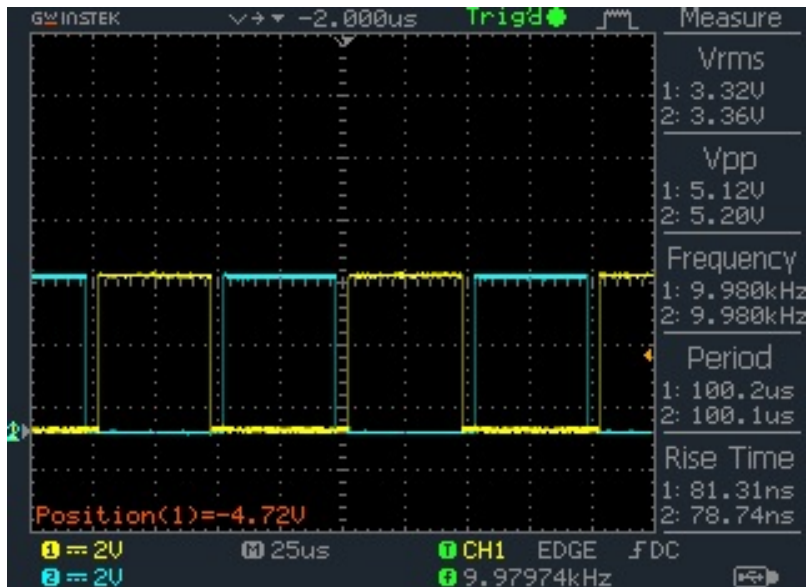 GWINSTEK
-2.000us
Trig'd
Measure
Vrms
1: 3.32V
2: 3.36V
Vpp
1: 5.12V
2: 5.20V
Frequency
1: 9.980kHz
2: 9.980kHz
Period
1: 100.2us
2: 100.1us
Rise Time
1: 81.31ns
2: 78.74ns
Position(1)=-4.72V
1 2V
M 25us
T CH1 EDGE DC
2 2V
f 9.97974kHz